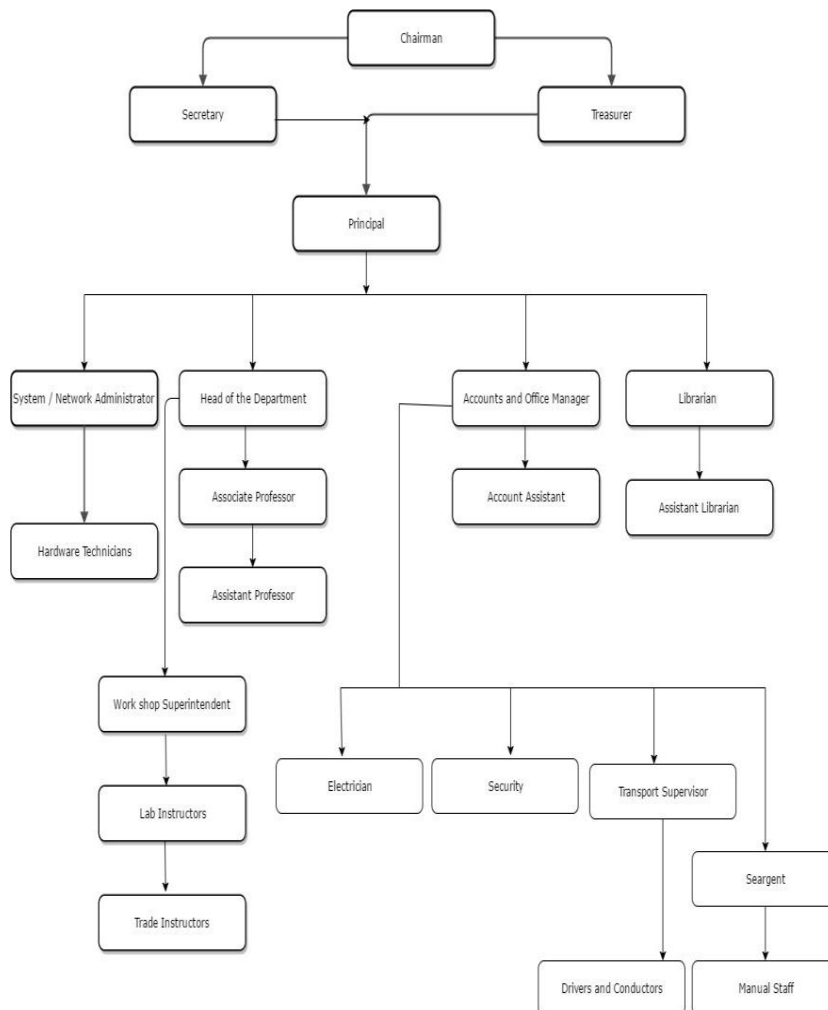 Chairman
Secretary
Treasurer
Principal
System / Network Administrator
Head of the Department
Accounts and Office Manager
Librarian
Associate Professor
Account Assistant
Assistant Librarian
Hardware Technicians
Assistant Professor
Work shop Superintendent
Electrician
Security
Transport Supervisor
Lab Instructors
Seargent
Trade Instructors
Drivers and Conductors
Manual Staff